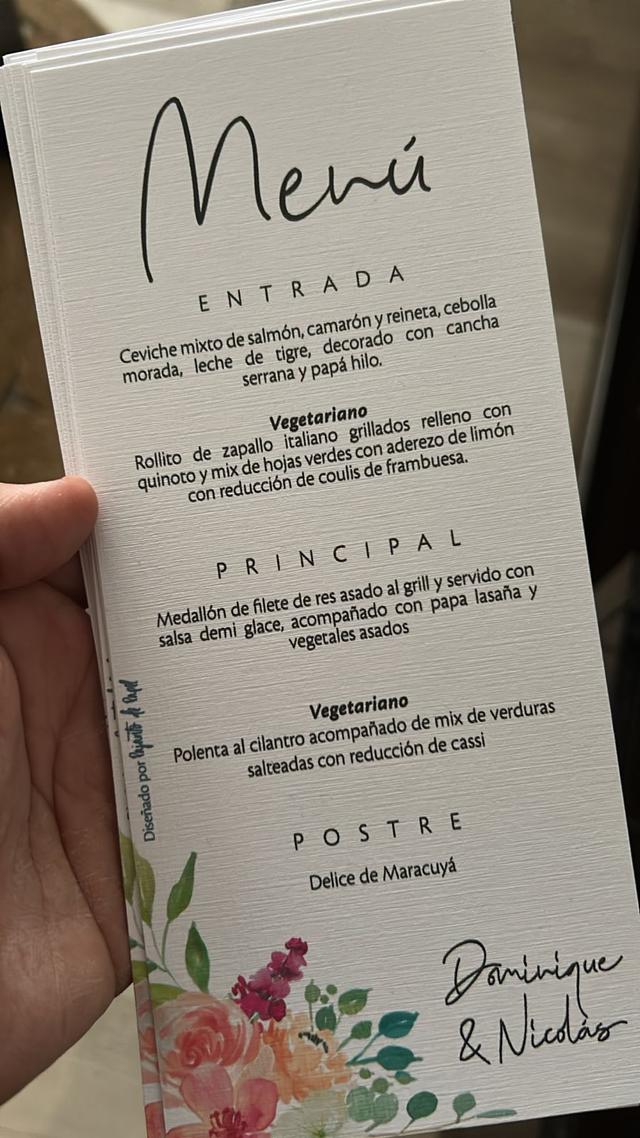 Menú
ENTRADA
Ceviche mixto de salmón, camarón y reineta, cebolla
morada, leche de tigre, decorado con cancha
serrana y papá hilo.
Vegetariano
Rollito de zapallo italiano grillados relleno con
quinoto y mix de hojas verdes con aderezo de limón
con reducción de coulis de frambuesa.
PRINCIPAL
Medallón de filete de res asado al grill y servido con
salsa demi glace, acompañado con papa lasaña y
vegetales asados
Vegetariano
Polenta al cilantro acompañado de mix de verduras
salteadas con reducción de cassi
POSTRE
Delice de Maracuyá
Dominique
& Nicolás
Diseñado por